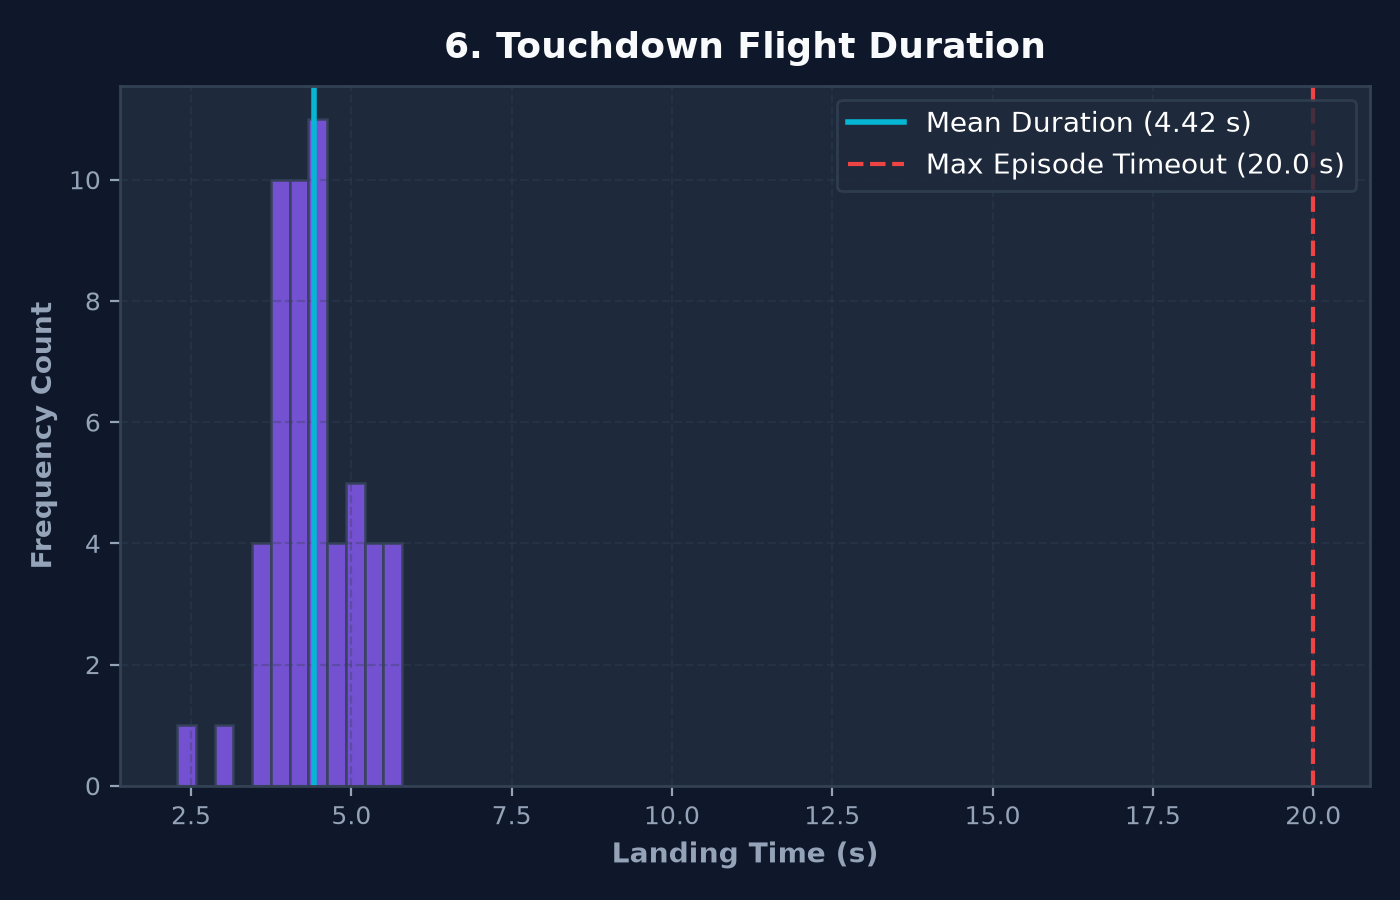 6. Touchdown Flight Duration
Mean Duration (4.42 s)
Max Episode Timeout (20.0 s)
Frequency Count
10
8
6
4
2
0
2.5 5.0 7.5 10.0 12.5 15.0 17.5 20.0
Landing Time (s)